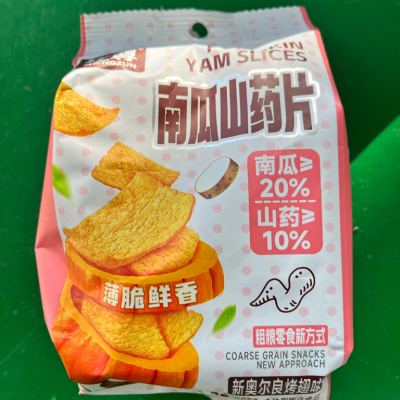 YAM SLICES
南瓜山药片
南瓜≥
20%
山药≥
10%
薄脆鲜香
粗粮零食新方式
COARSE GRAIN SNACKS
NEW APPROACH
新奥尔良烤翅味